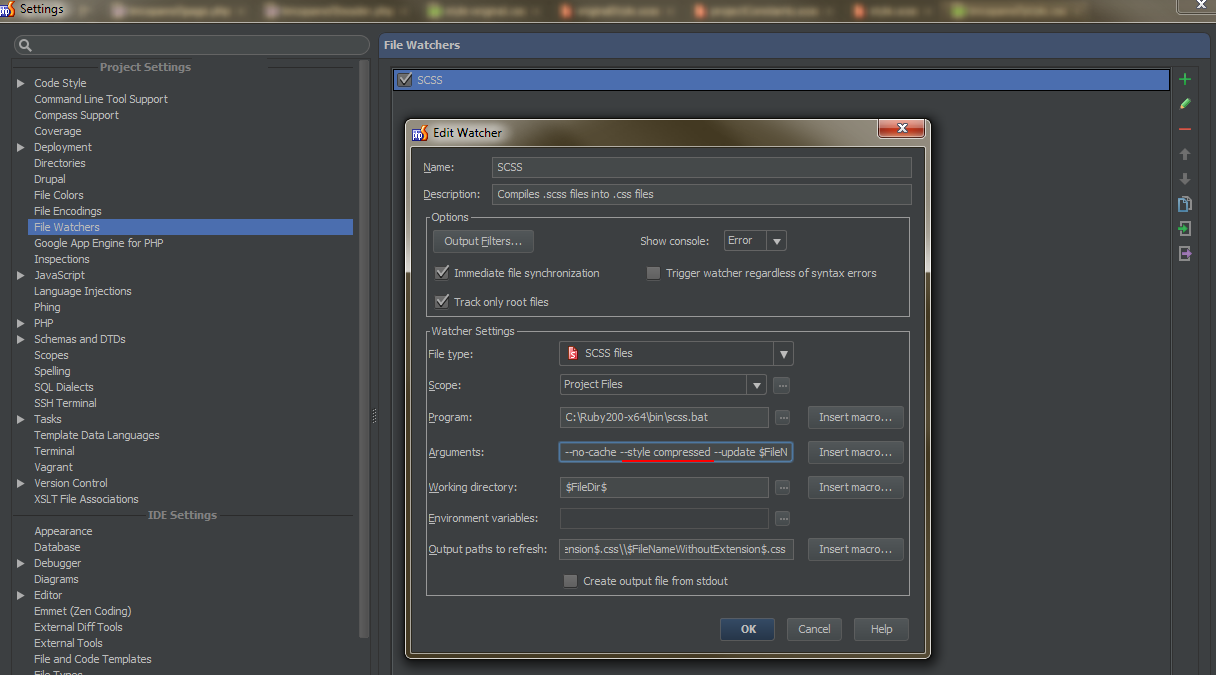 Settings
File Watchers
Project Settings
Code Style
Command Line Tool Support
Compass Support
Coverage
Deployment
Directories
Drupal
File Colors
File Encodings
File Watchers
Google App Engine for PHP
Inspections
JavaScript
Language Injections
Phing
PHP
Schemas and DTDs
Scopes
Spelling
SQL Dialects
SSH Terminal
Tasks
Template Data Languages
Terminal
Vagrant
Version Control
XSLT File Associations
IDE Settings
Appearance
Database
Debugger
Diagrams
Editor
Emmet (Zen Coding)
External Diff Tools
External Tools
File and Code Templates
File Types
SCSS
Edit Watcher
Name: SCSS
Description: Compiles .scss files into .css files
Options
Output Filters... Show console: Error
Immediate file synchronization Trigger watcher regardless of syntax errors
Track only root files
Watcher Settings
File type: SCSS files
Scope: Project Files ...
Program: C:\Ruby200-x64\bin\scss.bat ... Insert macro...
Arguments: --no-cache --style compressed --update $FileN Insert macro...
Working directory: $FileDir$ ... Insert macro...
Environment variables: ...
Output paths to refresh: ension$.css\\$FileNameWithoutExtension$.css Insert macro...
Create output file from stdout
OK Cancel Help